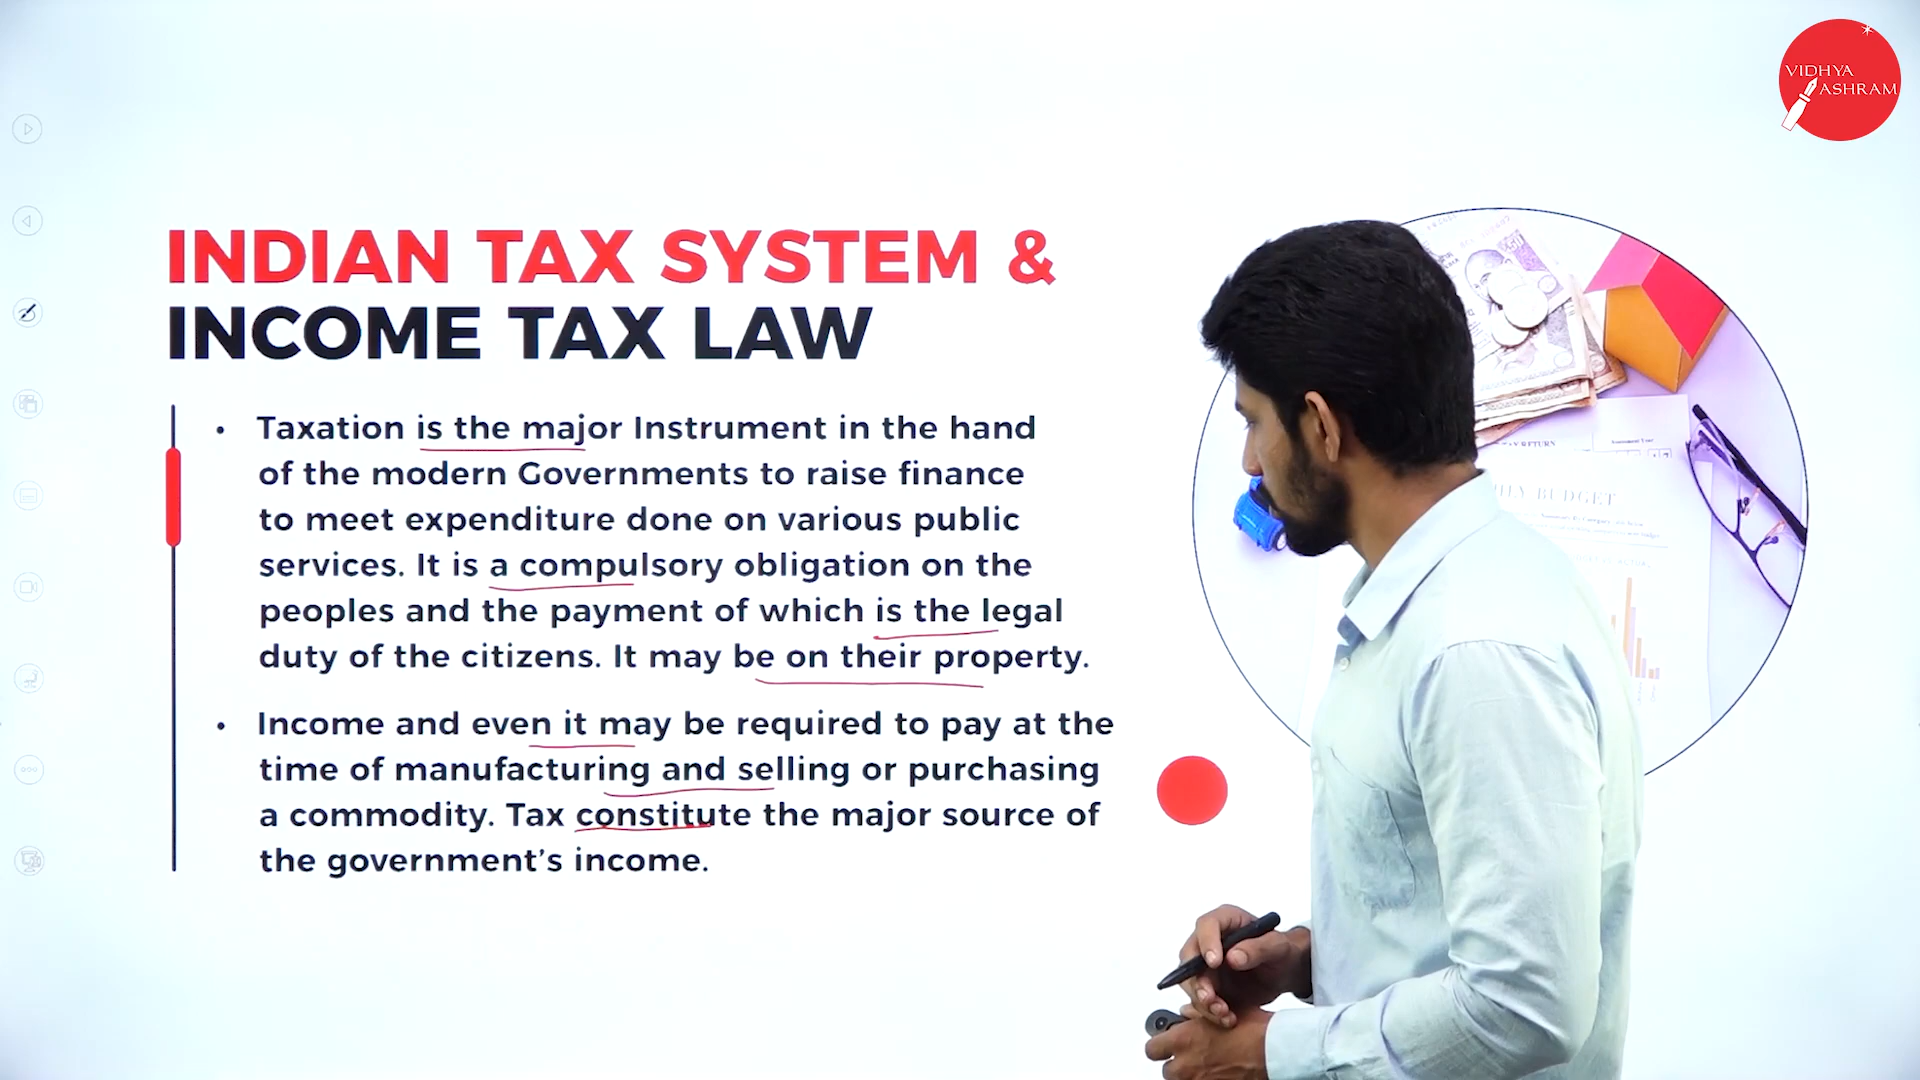 VIDHYA
ASHRAM
INDIAN TAX SYSTEM &
INCOME TAX LAW
• Taxation is the major Instrument in the hand
of the modern Governments to raise finance
to meet expenditure done on various public
services. It is a compulsory obligation on the
peoples and the payment of which is the legal
duty of the citizens. It may be on their property.
• Income and even it may be required to pay at the
time of manufacturing and selling or purchasing
a commodity. Tax constitute the major source of
the government’s income.
RETURN
BUDGET